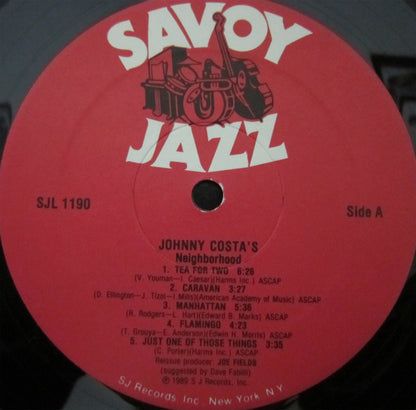 SAVOY
JAZZ
SJL 1190
Side A
JOHNNY COSTA'S
Neighborhood
1. TEA FOR TWO 6:26
(V. Youman—T. Caesar)(Harms Inc.) ASCAP
2. CARAVAN 3:27
D. Ellington—J. Tizol—I. Mills)(American Academy of Music) ASCAP
3. MANHATTAN 3:36
R. Rodgers—L. Hart)(Edward B. Marks) ASCAP
4. FLAMINGO 4:23
T. Grouya—E. Anderson)(Edwin H. Morris) ASCAP
5. JUST ONE OF THOSE THINGS 3:35
C. Porter)(Harms Inc.) ASCAP
Reissue producer: JOE FIELDS
(suggested by Dave Fabilli)
℗ 1989 S J Records, Inc.
SJ Records Inc. New York, N.Y.